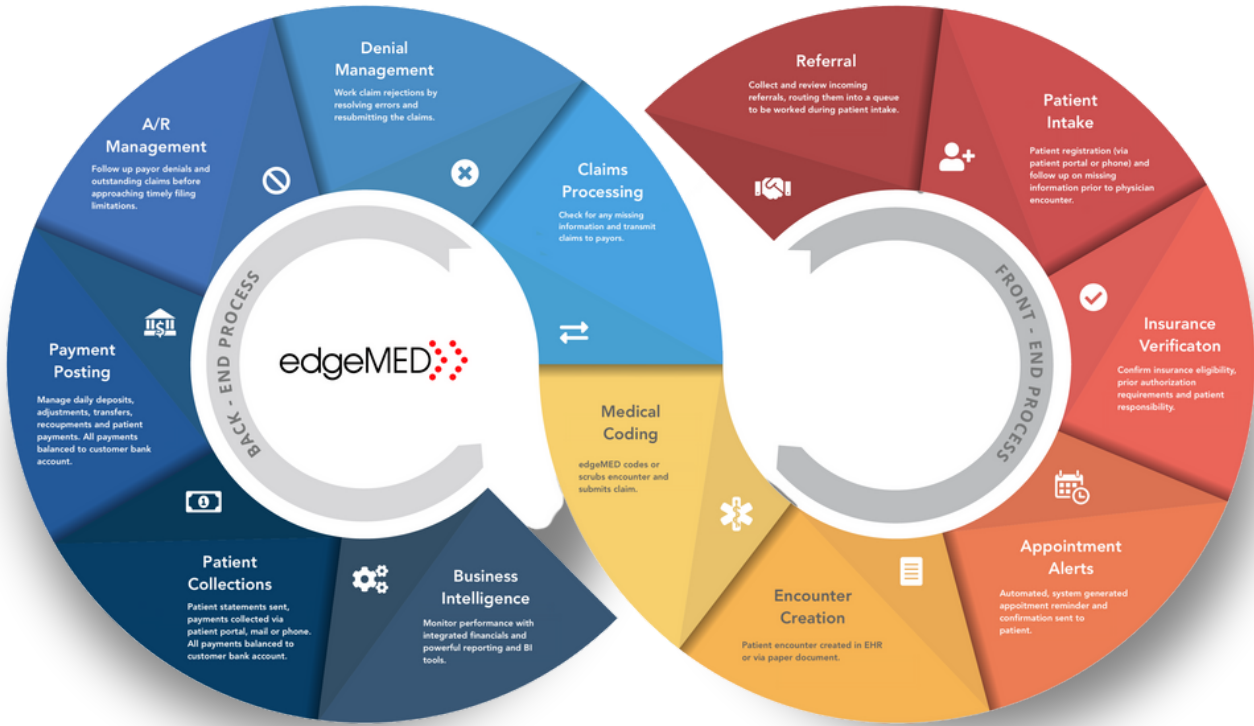 Referral
Collect and review incoming
referrals, routing them into a queue
to be worked during patient intake.
Patient
Intake
Patient registration (via
patient portal or phone) and
follow up on missing
information prior to physician
encounter.
Insurance
Verificaton
Confirm insurance eligibility,
prior authorization
requirements and patient
responsibility.
Appointment
Alerts
Automated, system generated
appoitment reminder and
confirmation sent to
patient.
Encounter
Creation
Patient encounter created in EHR
or via paper document.
Medical
Coding
edgeMED codes or
scrubs encounter and
submits claim.
Claims
Processing
Check for any missing
information and transmit
claims to payors.
Denial
Management
Work claim rejections by
resolving errors and
resubmitting the claims.
A/R
Management
Follow up payor denials and
outstanding claims before
approaching timely filing
limitations.
Payment
Posting
Manage daily deposits,
adjustments, transfers,
recoupments and patient
payments. All payments
balanced to customer bank
account.
Patient
Collections
Patient statements sent,
payments collected via
patient portal, mail or phone.
All payments balanced to
customer bank account.
Business
Intelligence
Monitor performance with
integrated financials and
powerful reporting and BI
tools.
FRONT - END PROCESS
BACK - END PROCESS
edgeMED
$
1